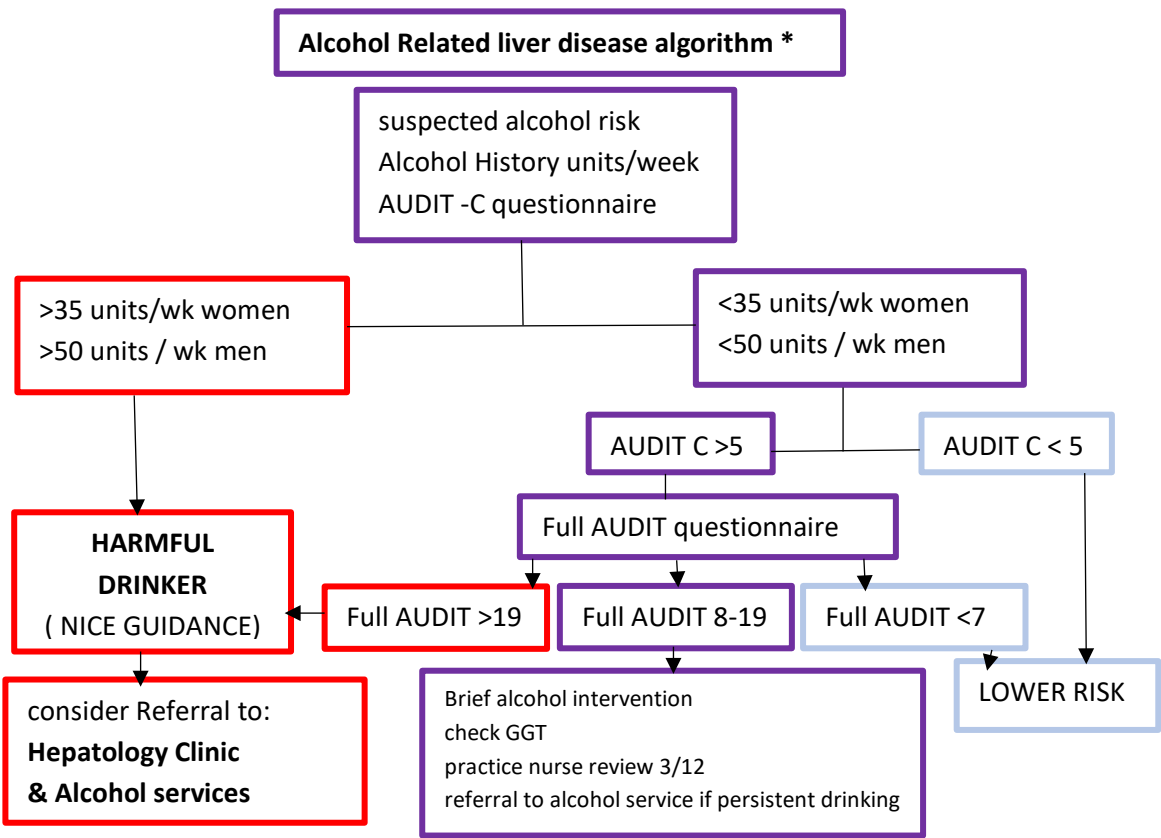 Alcohol Related liver disease algorithm *
suspected alcohol risk
Alcohol History units/week
AUDIT -C questionnaire
>35 units/wk women
>50 units / wk men
<35 units/wk women
<50 units / wk men
AUDIT C >5
AUDIT C < 5
Full AUDIT questionnaire
HARMFUL
DRINKER
( NICE GUIDANCE)
Full AUDIT >19
Full AUDIT 8-19
Full AUDIT <7
LOWER RISK
consider Referral to:
Hepatology Clinic
& Alcohol services
Brief alcohol intervention
check GGT
practice nurse review 3/12
referral to alcohol service if persistent drinking